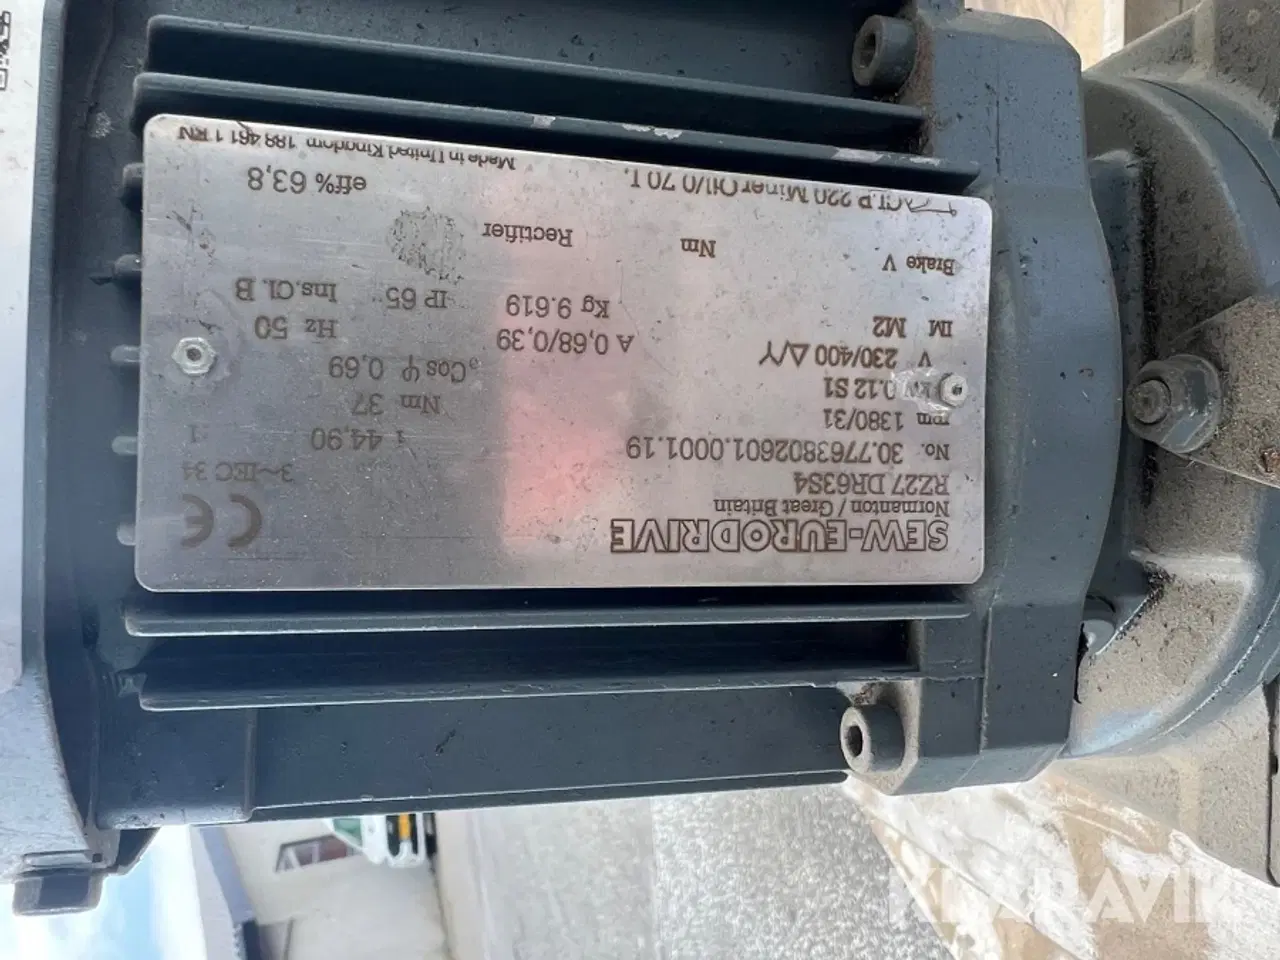 SEW-EURODRIVE
Normanton / Great Britain
RZ27 DR63S4
3~IEC 34
No. 30.7763802601.0001.19
rpm 1380/31 i 44,90 :1
kW 0.12 S1 Nm 37
V 230/400 Δ/Y A 0,68/0,39 Cos φ 0,69
IM M2 Kg 9.619 Hz 50
IP 65 Ins.Cl. B
Brake V Nm Rectifier
eff% 63,8
CLP 220 Miner.Oil/0.70L
Made in United Kingdom 188 461 1 RN
KLARAVIK